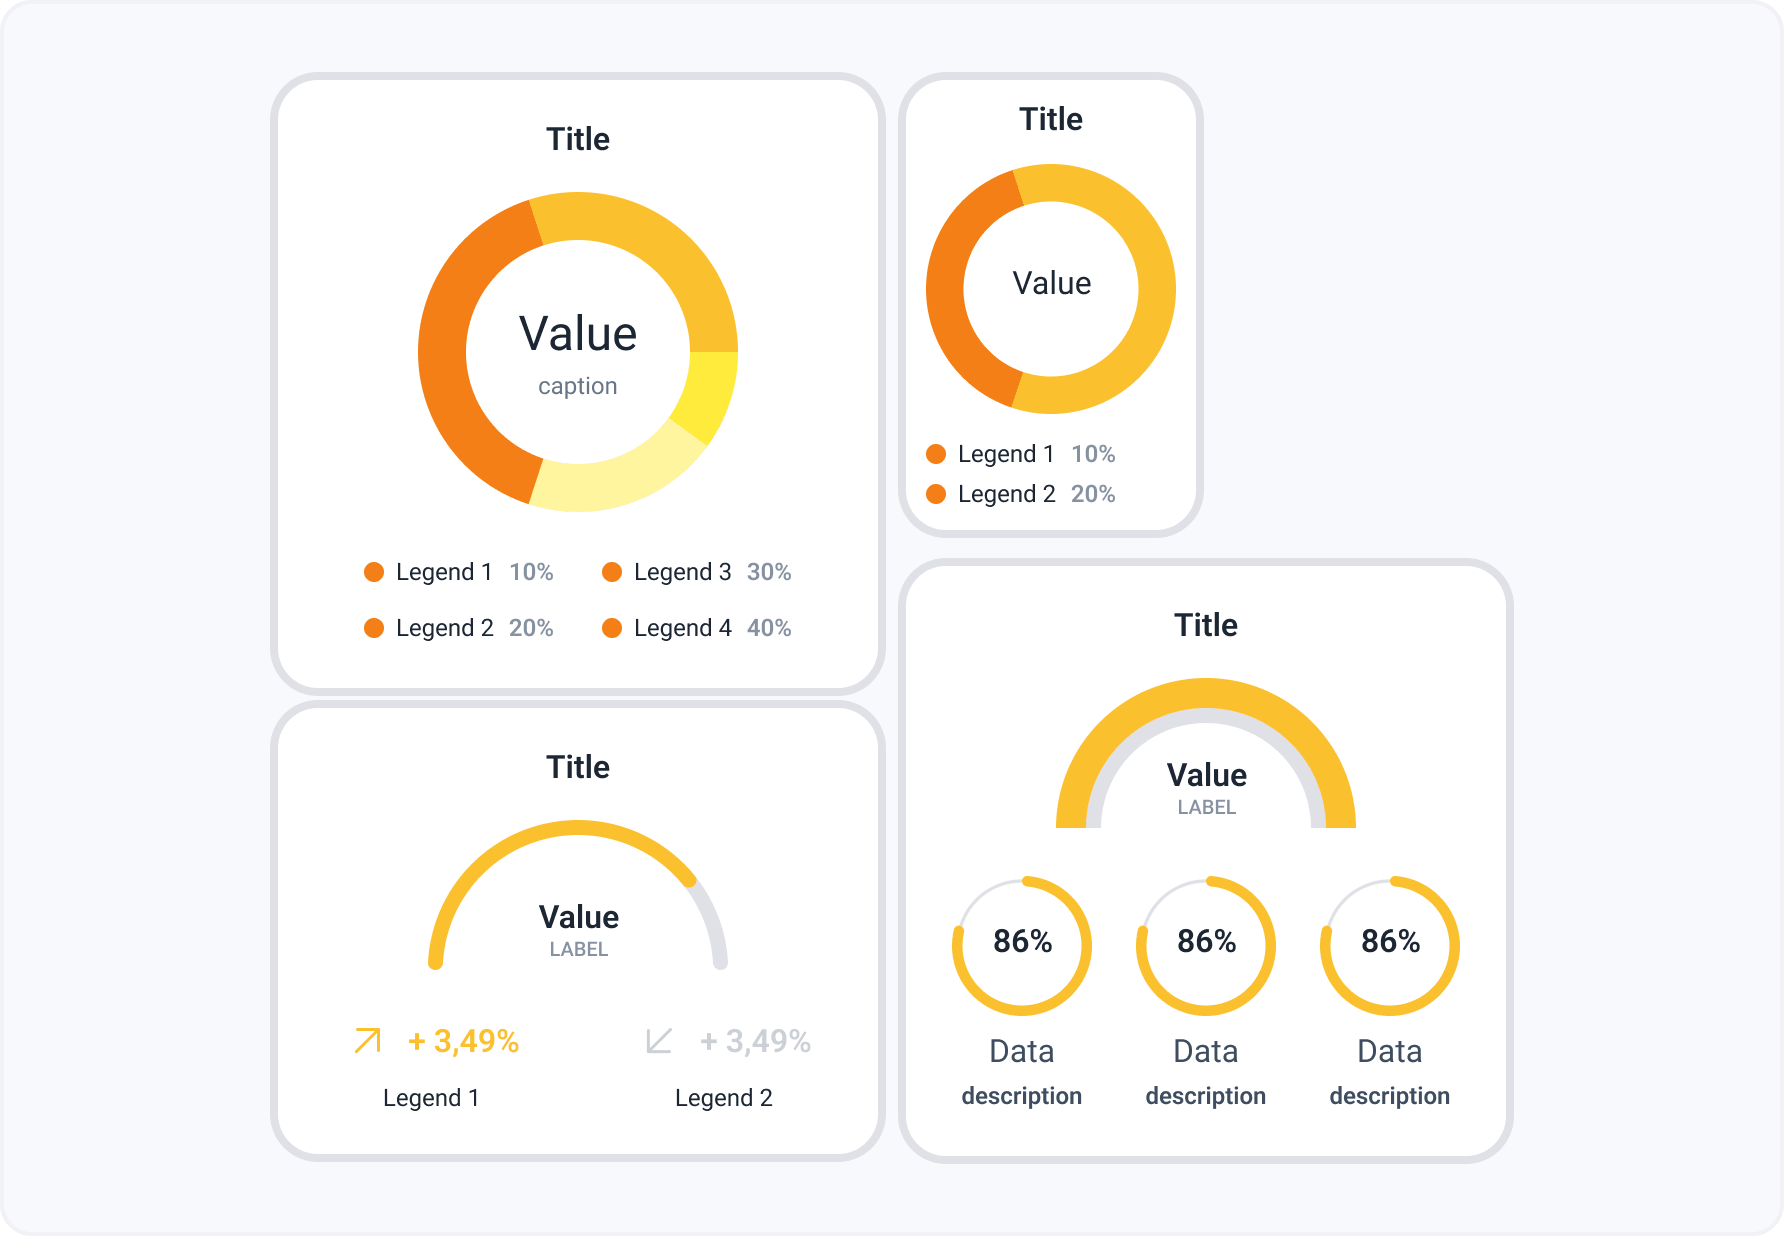 Title
Value
caption
Legend 1 10% Legend 3 30%
Legend 2 20% Legend 4 40%
Title
Value
Legend 1 10%
Legend 2 20%
Title
Value
LABEL
+ 3,49% + 3,49%
Legend 1 Legend 2
Title
Value
LABEL
86% 86% 86%
Data Data Data
description description description